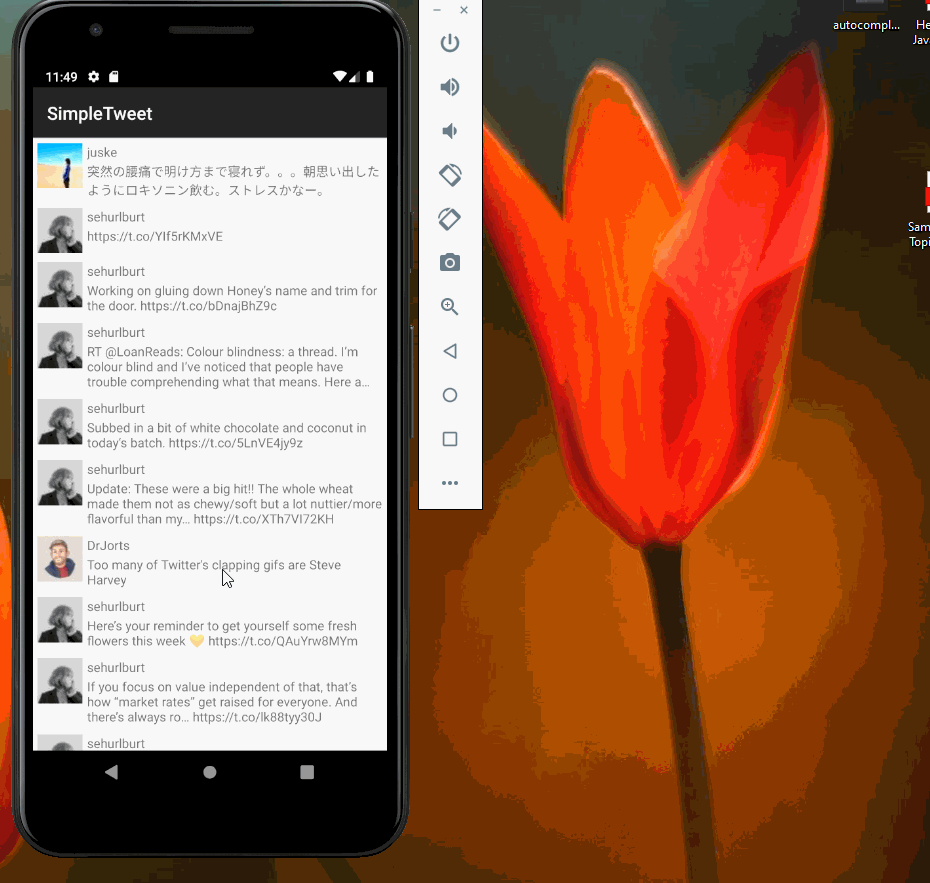 11:49
SimpleTweet
juske
突然の腰痛で明け方まで寝れず。。。朝思い出した
ようにロキソニン飲む。ストレスかなー。
sehurlburt
https://t.co/YIf5rKMxVE
sehurlburt
Working on gluing down Honey's name and trim for
the door. https://t.co/bDnajBhZ9c
sehurlburt
RT @LoanReads: Colour blindness: a thread. I'm
colour blind and I've noticed that people have
trouble comprehending what that means. Here a…
sehurlburt
Subbed in a bit of white chocolate and coconut in
today's batch. https://t.co/5LnVE4jy9z
sehurlburt
Update: These were a big hit!! The whole wheat
made them not as chewy/soft but a lot nuttier/more
flavorful than my… https://t.co/XTh7VI72KH
DrJorts
Too many of Twitter's clapping gifs are Steve
Harvey
sehurlburt
Here's your reminder to get yourself some fresh
flowers this week 💛 https://t.co/QAuYrw8MYm
sehurlburt
If you focus on value independent of that, that's
how “market rates” get raised for everyone. And
there's always ro… https://t.co/lk88tyy30J
sehurlburt
autocompl...
He
Jav
Sam
Topi